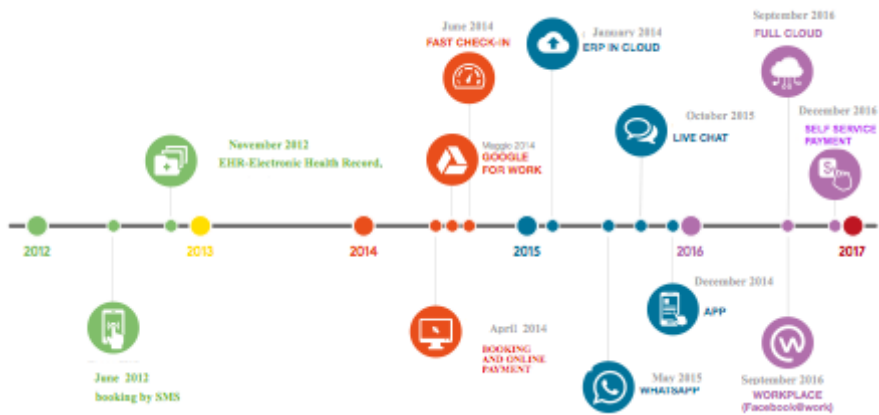 September 2016
FULL CLOUD
June 2014
FAST CHECK-IN
January 2014
ERP IN CLOUD
December 2016
SELF SERVICE
PAYMENT
October 2015
LIVE CHAT
November 2012
EHR-Electronic Health Record,
Maggio 2014
GOOGLE
FOR WORK
S
2012
2013
2014
2015
2016
2017
December 2014
APP
April 2014
BOOKING
AND ONLINE
PAYMENT
June 2012
booking by SMS
May 2015
WHATSAPP
September 2016
WORKPLACE
(Facebook@work)